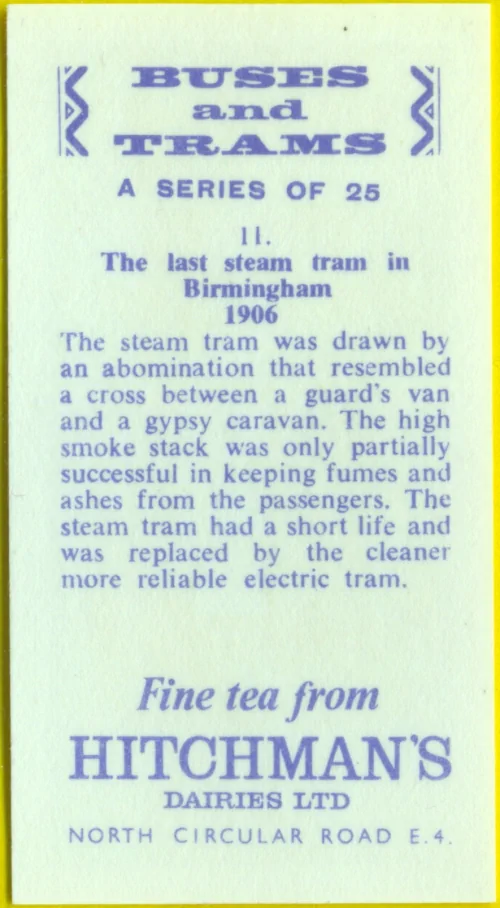 BUSES
and
TRAMS
A SERIES OF 25
11.
The last steam tram in
Birmingham
1906
The steam tram was drawn by
an abomination that resembled
a cross between a guard's van
and a gypsy caravan. The high
smoke stack was only partially
successful in keeping fumes and
ashes from the passengers. The
steam tram had a short life and
was replaced by the cleaner
more reliable electric tram.
Fine tea from
HITCHMAN'S
DAIRIES LTD
NORTH CIRCULAR ROAD E.4.